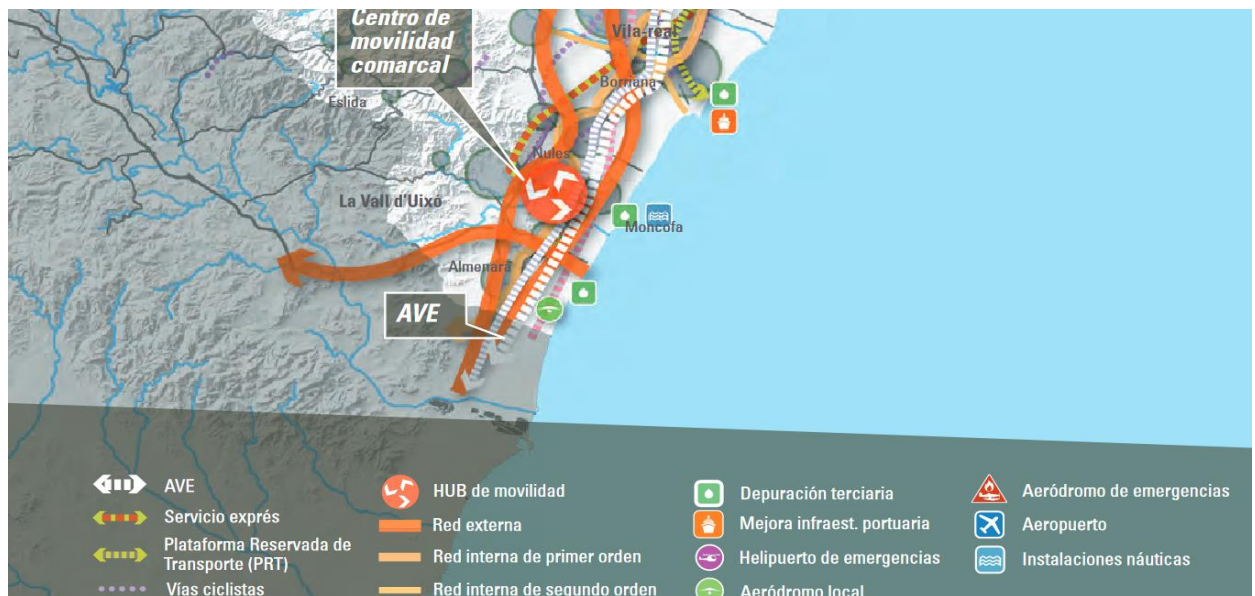 Centro de
movilidad
comarcal
Vila-real
Borriana
Eslida
Nules
La Vall d'Uixó
Moncofa
Almenara
AVE
AVE
Servicio exprés
Plataforma Reservada de
Transporte (PRT)
Vías ciclistas
HUB de movilidad
Red externa
Red interna de primer orden
Red interna de segundo orden
Depuración terciaria
Mejora infraest. portuaria
Helipuerto de emergencias
Aeródromo local
Aeródromo de emergencias
Aeropuerto
Instalaciones náuticas